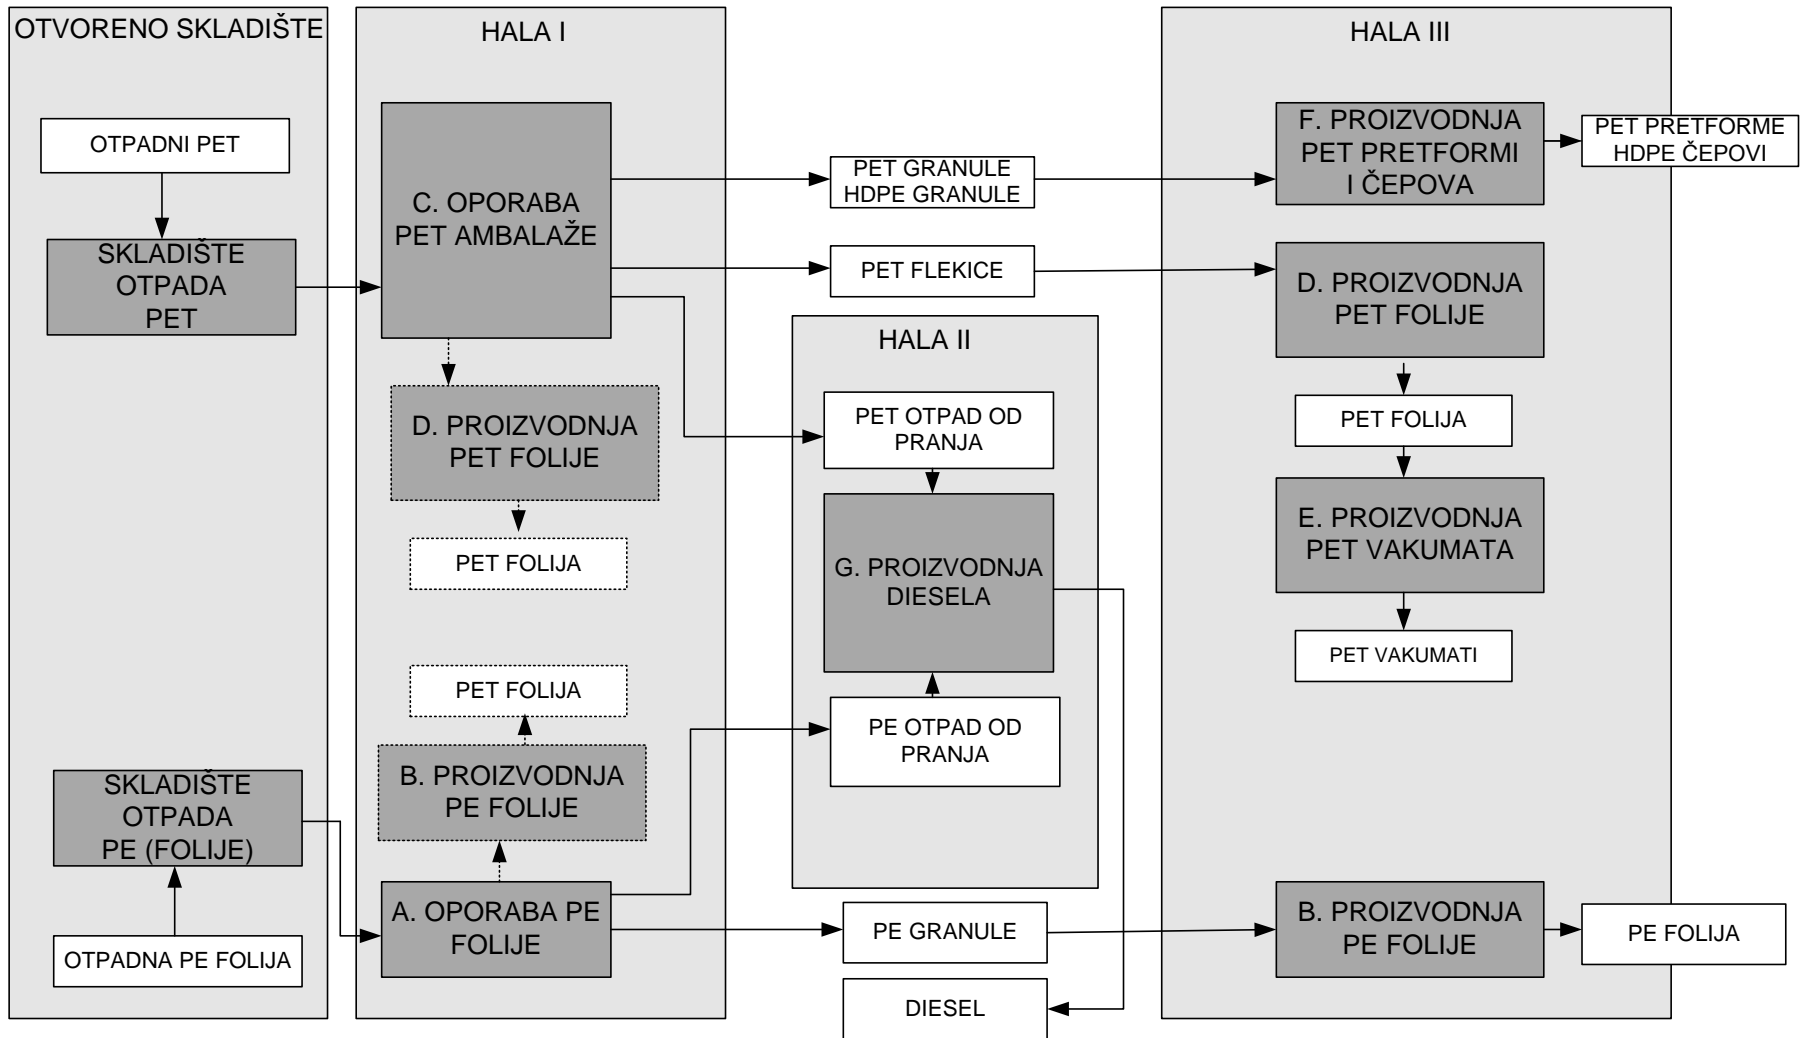 OTVORENO SKLADIŠTE
OTPADNI PET
SKLADIŠTE
OTPADA
PET
SKLADIŠTE
OTPADA
PE (FOLIJE)
OTPADNA PE FOLIJA
HALA I
C. OPORABA
PET AMBALAŽE
D. PROIZVODNJA
PET FOLIJE
PET FOLIJA
PET FOLIJA
B. PROIZVODNJA
PE FOLIJE
A. OPORABA PE
FOLIJE
PET GRANULE
HDPE GRANULE
PET FLEKICE
HALA II
PET OTPAD OD
PRANJA
G. PROIZVODNJA
DIESELA
PE OTPAD OD
PRANJA
PE GRANULE
DIESEL
HALA III
F. PROIZVODNJA
PET PRETFORMI
I ČEPOVA
PET PRETFORME
HDPE ČEPOVI
D. PROIZVODNJA
PET FOLIJE
PET FOLIJA
E. PROIZVODNJA
PET VAKUMATA
PET VAKUMATI
B. PROIZVODNJA
PE FOLIJE
PE FOLIJA